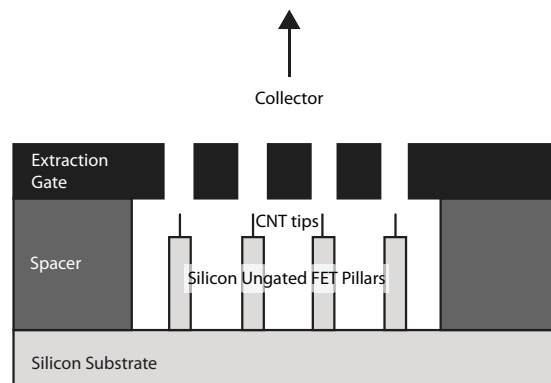 Collector
Extraction
Gate
CNT tips
Spacer
Silicon Ungated FET Pillars
Silicon Substrate